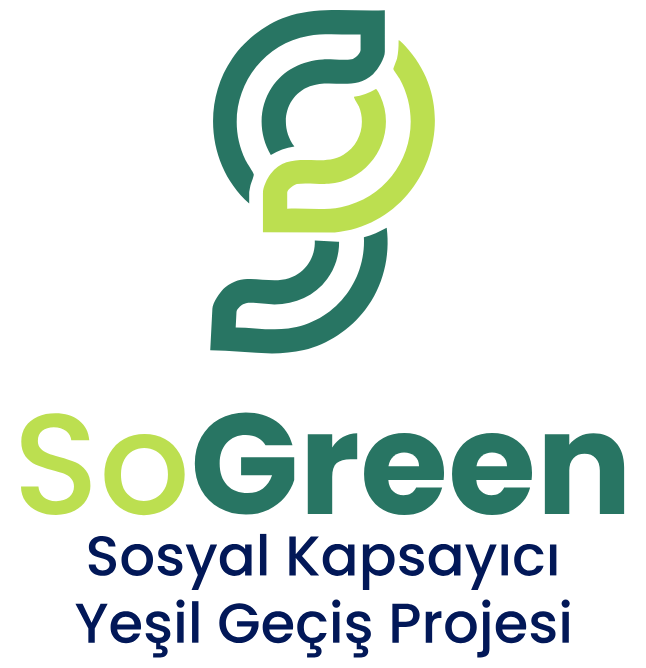 SoGreen
Sosyal Kapsayıcı
Yeşil Geçiş Projesi